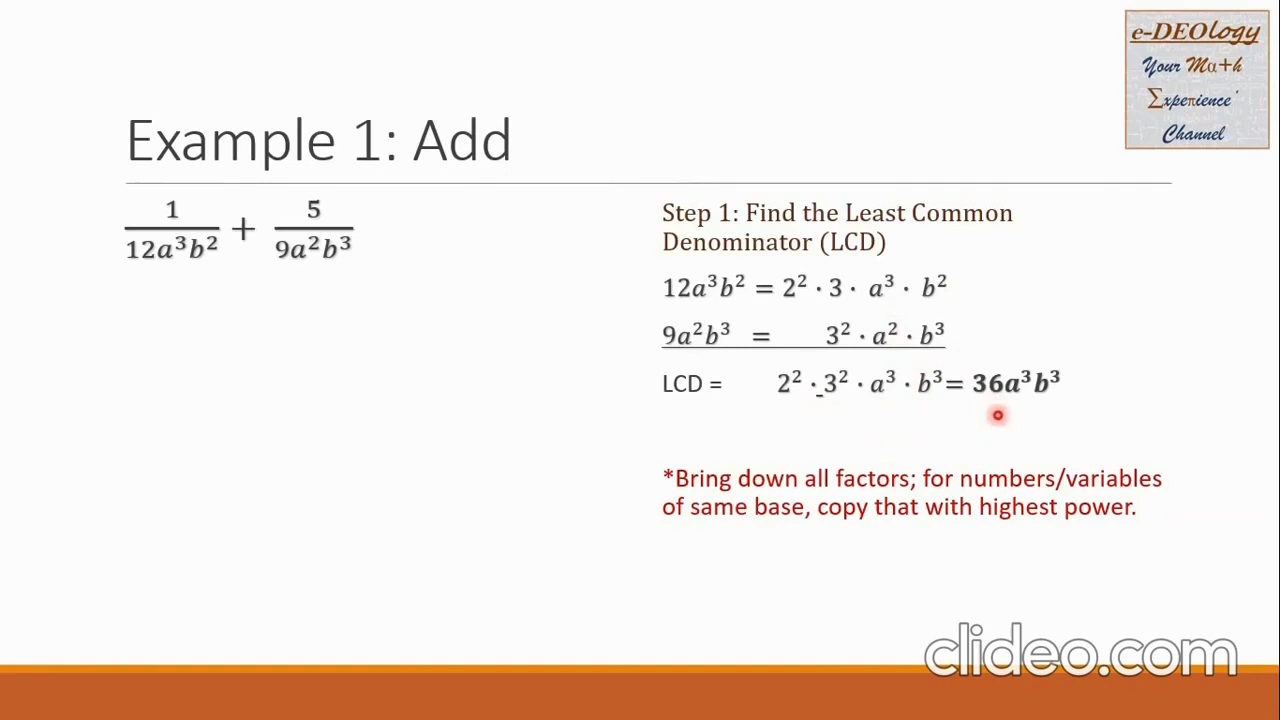 e-DEOlogy
Your Mα+h
Σxpeπience'
Channel
Example 1: Add
1/(12a³b²) + 5/(9a²b³)
Step 1: Find the Least Common
Denominator (LCD)
12a³b² = 2² · 3 · a³ · b²
9a²b³ = 3² · a² · b³
LCD = 2² · 3² · a³ · b³ = 36a³b³
*Bring down all factors; for numbers/variables
of same base, copy that with highest power.
clideo.com